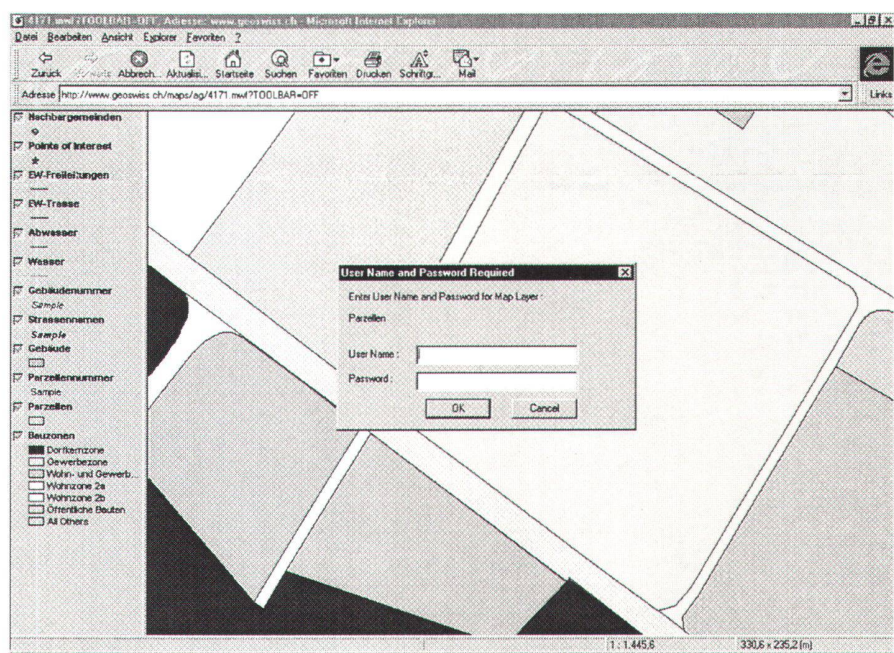 4171.mwf?TOOLBAR=OFF, Adresse: www.geoswiss.ch - Microsoft Internet Explorer
Datei Bearbeiten Ansicht Explorer Favoriten ?
Zurück Vorwärts Abbrech... Aktualisi... Startseite Suchen Favoriten Drucken Schriftgr... Mail
Adresse http://www.geoswiss.ch/maps/ag/4171.mwf?TOOLBAR=OFF Links
Nachbargemeinden
Points of Interest
EW-Freileitungen
EW-Trasse
Abwasser
Wasser
Gebäudenummer
Sample
Strassennamen
Sample
Gebäude
Parzellennummer
Sample
Parzellen
Bauzonen
Dorfkernzone
Gewerbezone
Wohn- und Gewerb...
Wohnzone 2a
Wohnzone 2b
Öffentliche Bauten
All Others
User Name and Password Required
Enter User Name and Password for Map Layer :
Parzellen
User Name :
Password :
OK Cancel
1 : 1.445,6 330,6 x 235,2 (m)